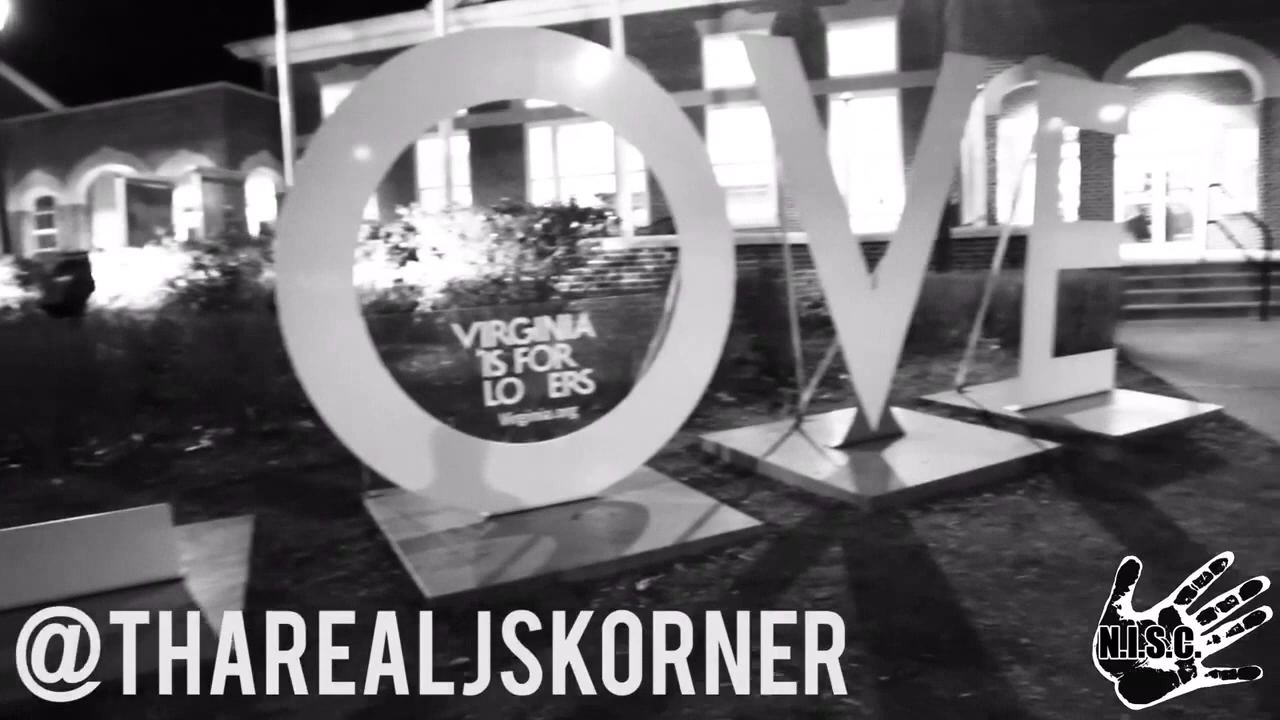 OVE
VIRGINIA
IS FOR
LO ERS
Virginia.org
@THAREALJSKORNER
N.I.S.C.